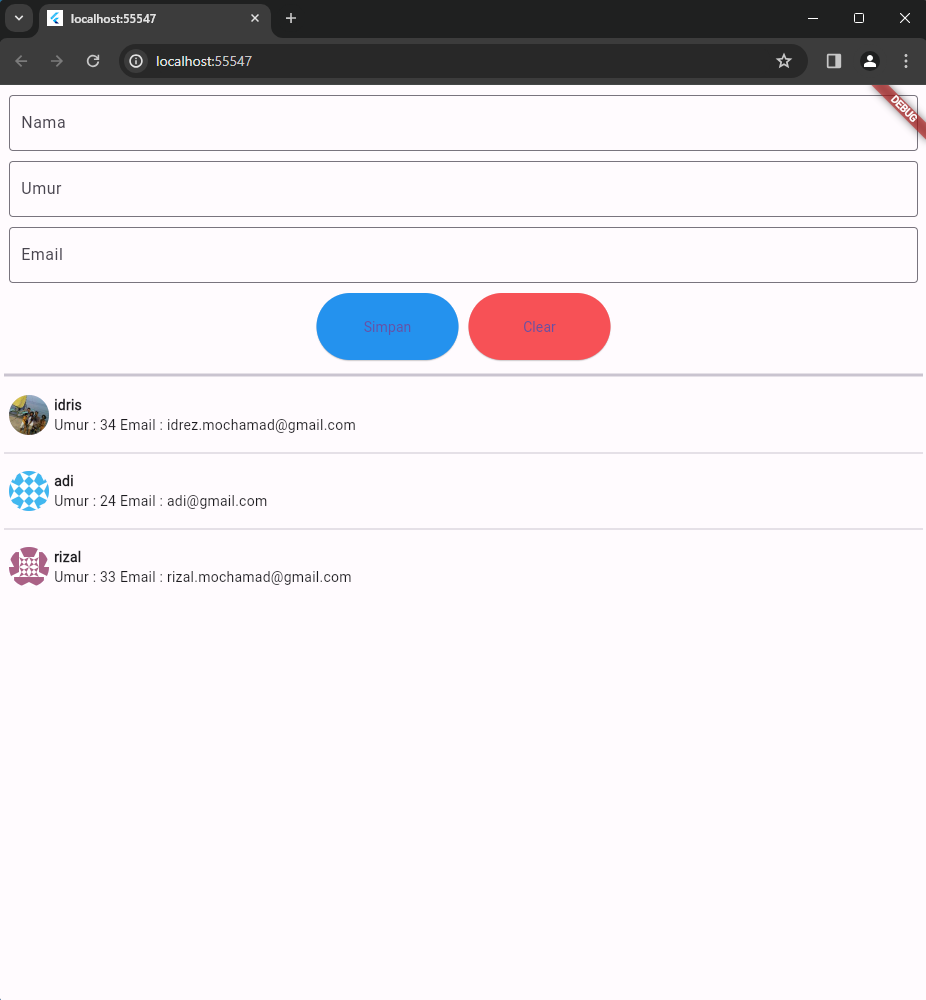 localhost:55547
localhost:55547
DEBUG
Nama
Umur
Email
Simpan Clear
idris
Umur : 34 Email : idrez.mochamad@gmail.com
adi
Umur : 24 Email : adi@gmail.com
rizal
Umur : 33 Email : rizal.mochamad@gmail.com